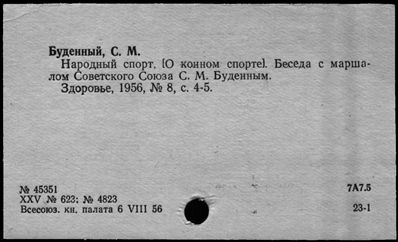 Буденный, С. М.
Народный спорт. [О конном спорте]. Беседа с марша-
лом Советского Союза С. М. Буденным.
Здоровье, 1956, № 8, с. 4-5.
№ 45351
7А7.5
XXV № 623; № 4823
Всесоюз. кн. палата 6 VIII 56
23-1